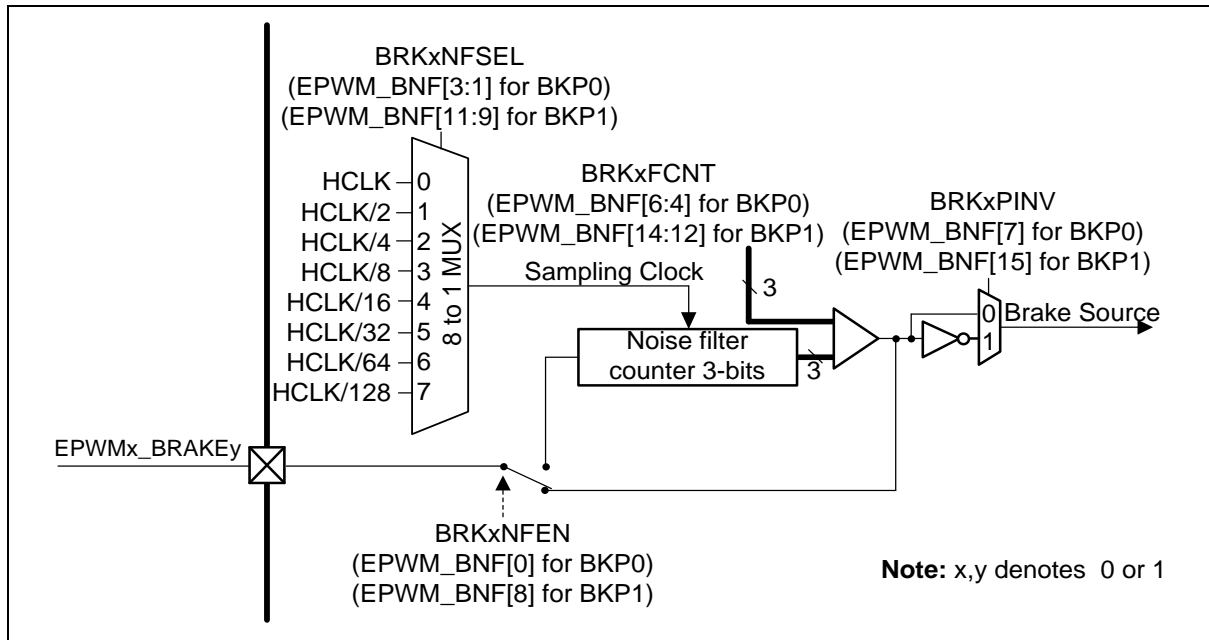 BRKxNFSEL
(EPWM_BNF[3:1] for BKP0)
(EPWM_BNF[11:9] for BKP1)
HCLK 0
HCLK/2 1
HCLK/4 2
HCLK/8 3
HCLK/16 4
HCLK/32 5
HCLK/64 6
HCLK/128 7
8 to 1 MUX
BRKxFCNT
(EPWM_BNF[6:4] for BKP0)
(EPWM_BNF[14:12] for BKP1)
Sampling Clock
3
Noise filter
counter 3-bits
3
BRKxPINV
(EPWM_BNF[7] for BKP0)
(EPWM_BNF[15] for BKP1)
0
1
Brake Source
EPWMx_BRAKEy
BRKxNFEN
(EPWM_BNF[0] for BKP0)
(EPWM_BNF[8] for BKP1)
Note: x,y denotes 0 or 1